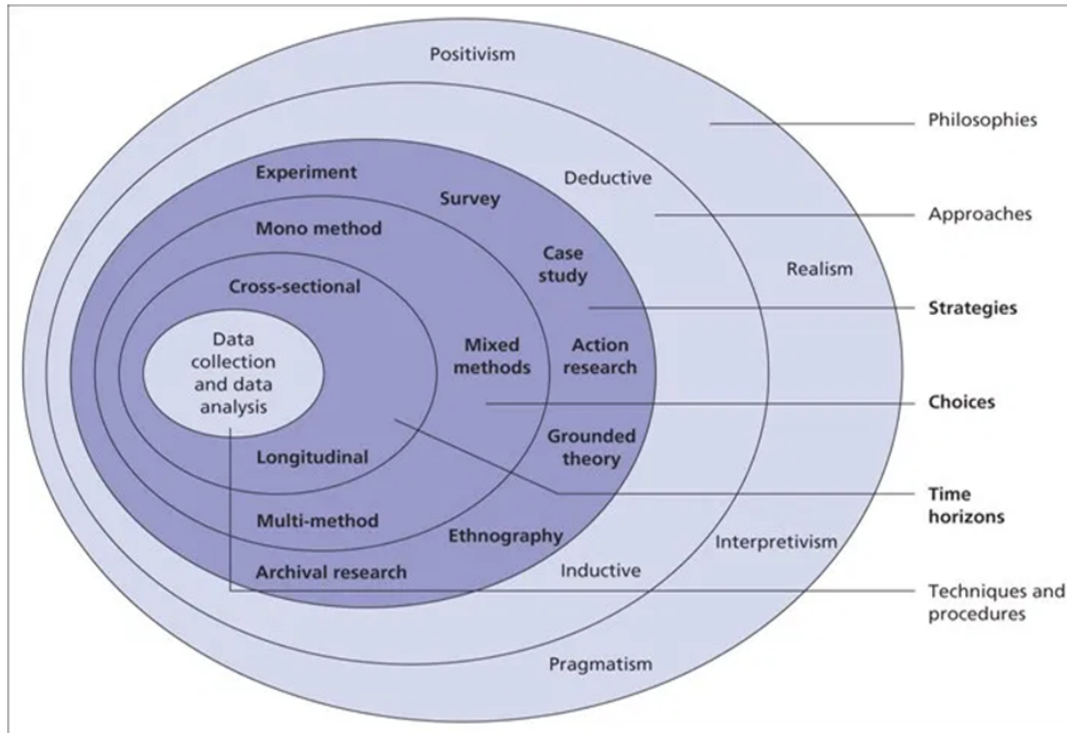 Positivism
Philosophies
Experiment
Deductive
Survey
Approaches
Mono method
Case
study
Realism
Cross-sectional
Strategies
Data
collection
and data
analysis
Mixed
methods
Action
research
Choices
Grounded
theory
Longitudinal
Time
horizons
Multi-method
Ethnography
Interpretivism
Archival research
Inductive
Techniques and
procedures
Pragmatism